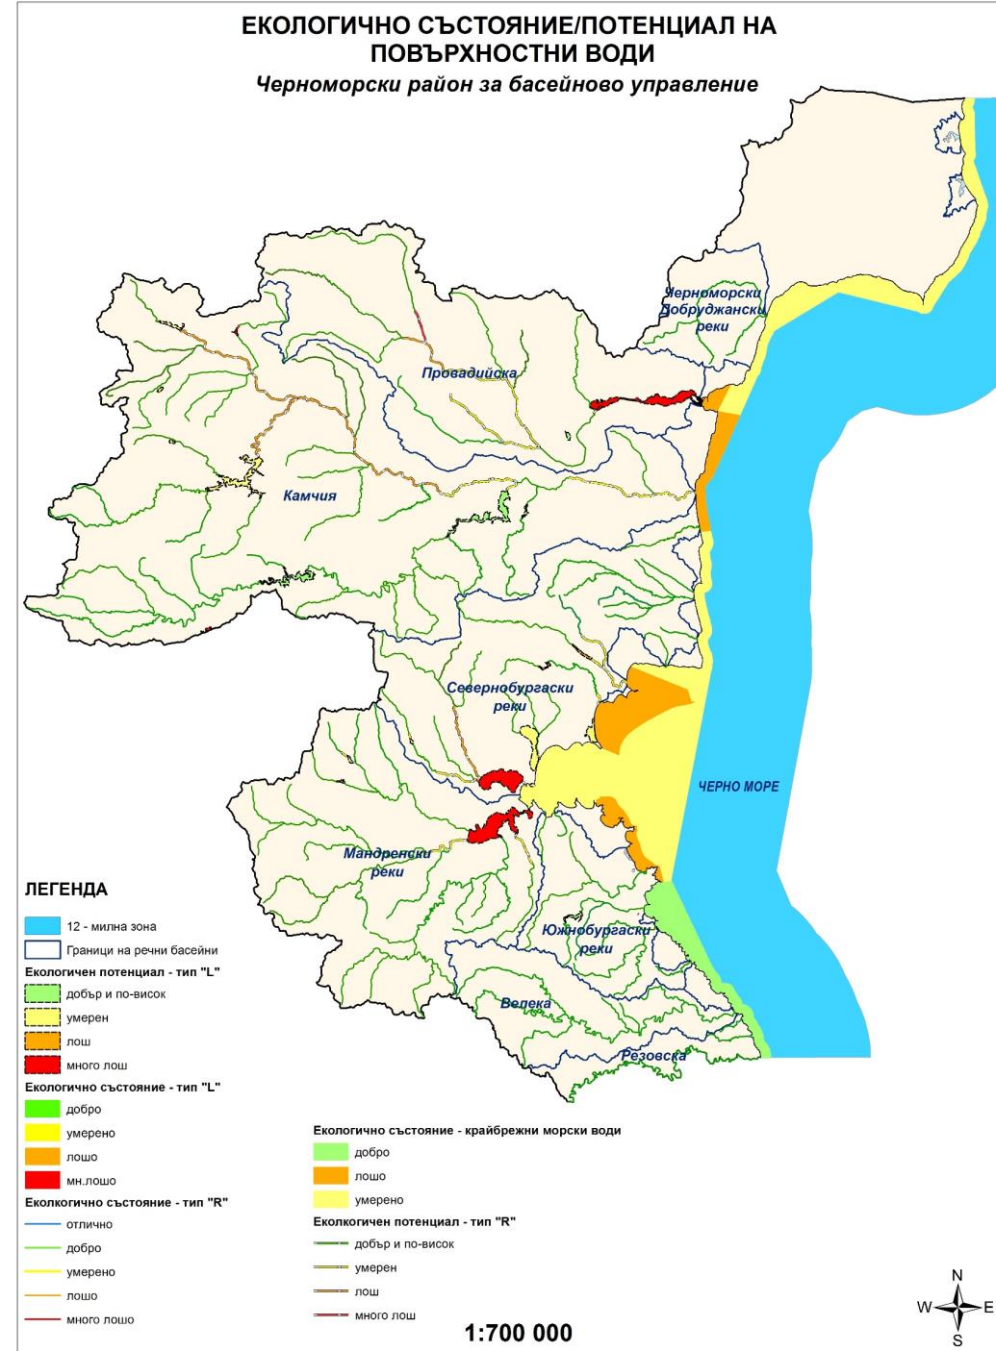 ЕКОЛОГИЧНО СЪСТОЯНИЕ/ПОТЕНЦИАЛ НА
ПОВЪРХНОСТНИ ВОДИ
Черноморски район за басейново управление
Черноморски
Добруджански
реки
Провадийска
Камчия
Севернобургаски
реки
ЧЕРНО МОРЕ
Мандренски
реки
Южнобургаски
реки
Велека
Резовска
ЛЕГЕНДА
12 - милна зона
Граници на речни басейни
Екологичен потенциал - тип "L"
добър и по-висок
умерен
лош
много лош
Екологично състояние - тип "L"
добро
умерено
лошо
мн.лошо
Еколкогично състояние - тип "R"
отлично
добро
умерено
лошо
много лошо
Екологично състояние - крайбрежни морски води
добро
лошо
умерено
Еколкогичен потенциал - тип "R"
добър и по-висок
умерен
лош
много лош
1:700 000
N
W E
S